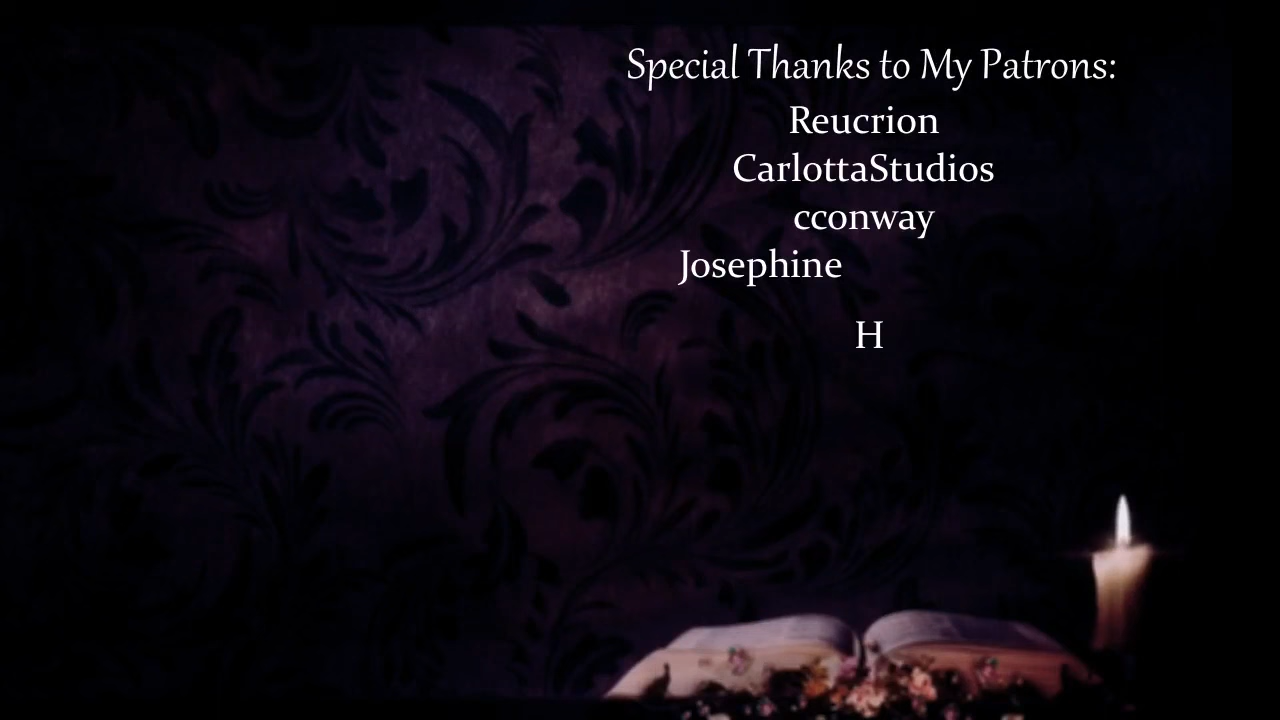 Special Thanks to My Patrons:
Reucrion
CarlottaStudios
cconway
Josephine
H